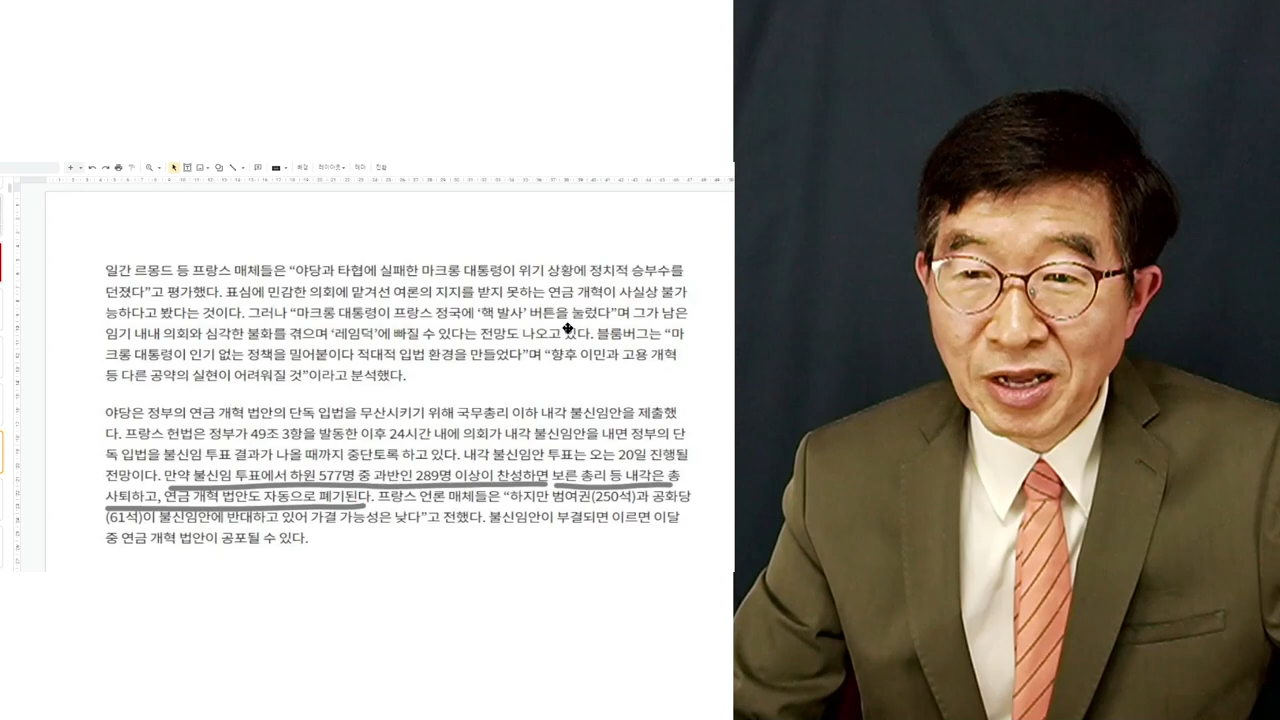 배경
레이아웃
테마
전환
일간 르몽드 등 프랑스 매체들은 “야당과 타협에 실패한 마크롱 대통령이 위기 상황에 정치적 승부수를
던졌다”고 평가했다. 표심에 민감한 의회에 맡겨선 여론의 지지를 받지 못하는 연금 개혁이 사실상 불가
능하다고 봤다는 것이다. 그러나 “마크롱 대통령이 프랑스 정국에 ‘핵 발사’ 버튼을 눌렀다”며 그가 남은
임기 내내 의회와 심각한 불화를 겪으며 ‘레임덕’에 빠질 수 있다는 전망도 나오고 있다. 블룸버그는 “마
크롱 대통령이 인기 없는 정책을 밀어붙이다 적대적 입법 환경을 만들었다”며 “향후 이민과 고용 개혁
등 다른 공약의 실현이 어려워질 것”이라고 분석했다.
야당은 정부의 연금 개혁 법안의 단독 입법을 무산시키기 위해 국무총리 이하 내각 불신임안을 제출했
다. 프랑스 헌법은 정부가 49조 3항을 발동한 이후 24시간 내에 의회가 내각 불신임안을 내면 정부의 단
독 입법을 불신임 투표 결과가 나올 때까지 중단토록 하고 있다. 내각 불신임안 투표는 오는 20일 진행될
전망이다. 만약 불신임 투표에서 하원 577명 중 과반인 289명 이상이 찬성하면 보른 총리 등 내각은 총
사퇴하고, 연금 개혁 법안도 자동으로 폐기된다. 프랑스 언론 매체들은 “하지만 범여권(250석)과 공화당
(61석)이 불신임안에 반대하고 있어 가결 가능성은 낮다”고 전했다. 불신임안이 부결되면 이르면 이달
중 연금 개혁 법안이 공포될 수 있다.